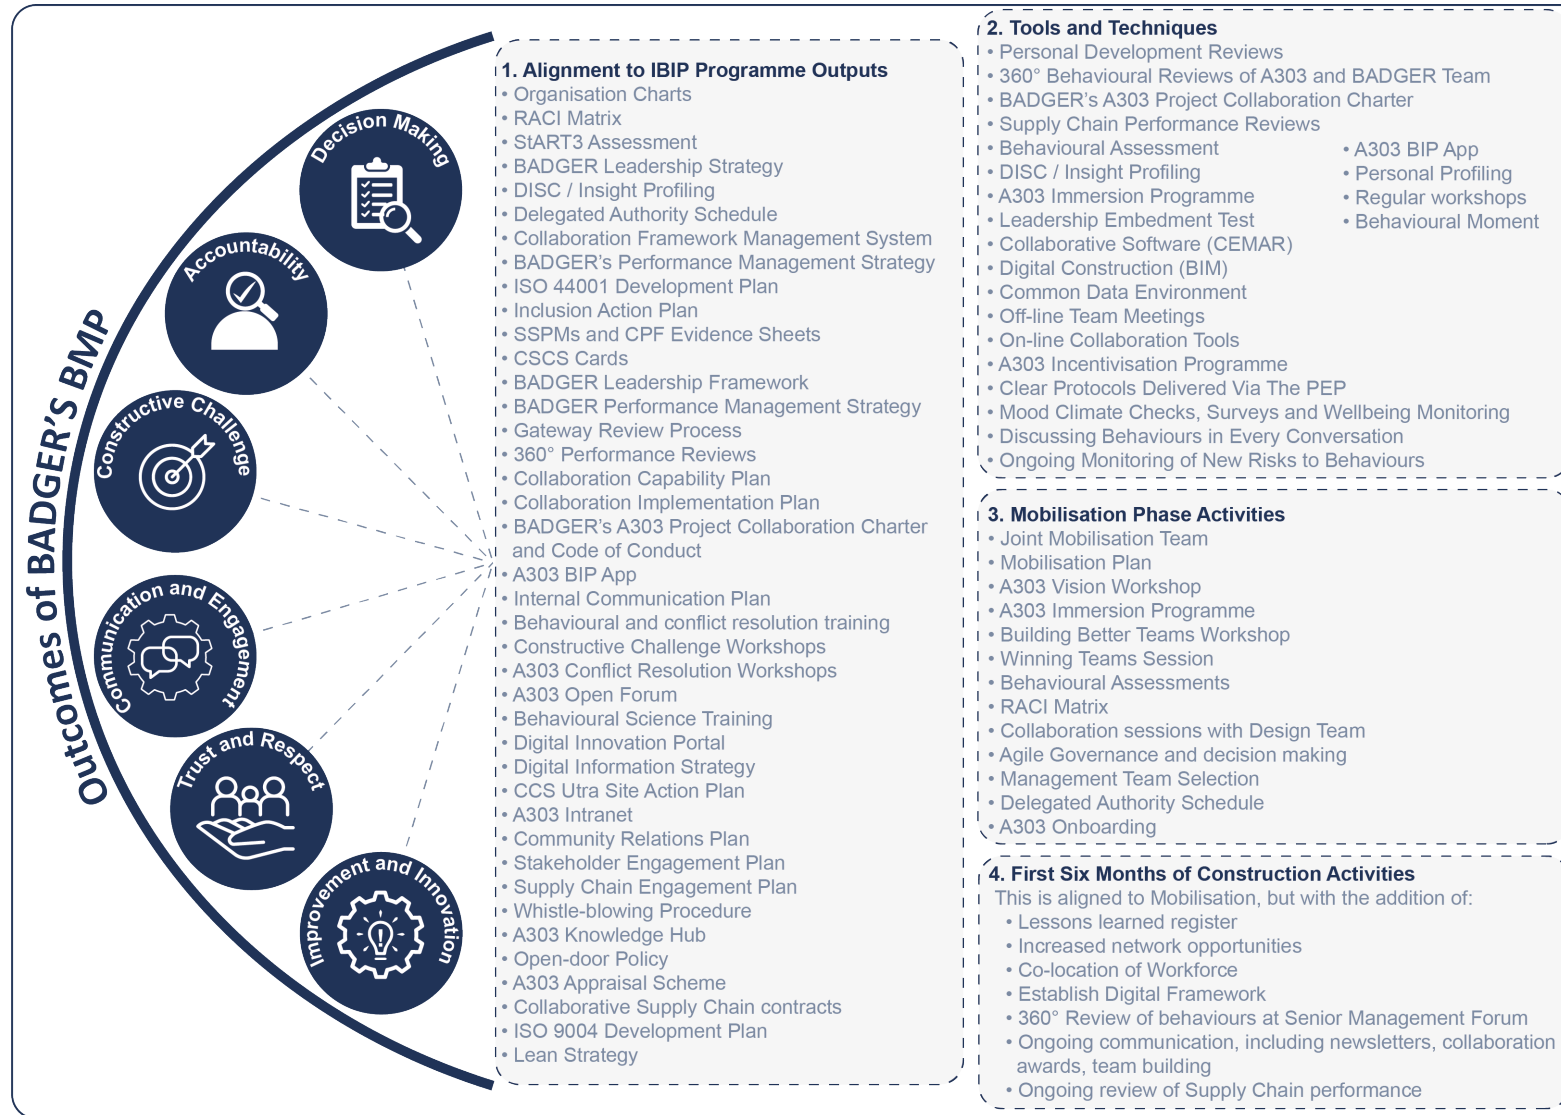 Outcomes of BADGER'S BMP
Decision Making
Accountability
Constructive Challenge
Communication and Engagement
Trust and Respect
Improvement and Innovation
1. Alignment to IBIP Programme Outputs
• Organisation Charts
• RACI Matrix
• StART3 Assessment
• BADGER Leadership Strategy
• DISC / Insight Profiling
• Delegated Authority Schedule
• Collaboration Framework Management System
• BADGER's Performance Management Strategy
• ISO 44001 Development Plan
• Inclusion Action Plan
• SSPMs and CPF Evidence Sheets
• CSCS Cards
• BADGER Leadership Framework
• BADGER Performance Management Strategy
• Gateway Review Process
• 360° Performance Reviews
• Collaboration Capability Plan
• Collaboration Implementation Plan
• BADGER's A303 Project Collaboration Charter
and Code of Conduct
• A303 BIP App
• Internal Communication Plan
• Behavioural and conflict resolution training
• Constructive Challenge Workshops
• A303 Conflict Resolution Workshops
• A303 Open Forum
• Behavioural Science Training
• Digital Innovation Portal
• Digital Information Strategy
• CCS Utra Site Action Plan
• A303 Intranet
• Community Relations Plan
• Stakeholder Engagement Plan
• Supply Chain Engagement Plan
• Whistle-blowing Procedure
• A303 Knowledge Hub
• Open-door Policy
• A303 Appraisal Scheme
• Collaborative Supply Chain contracts
• ISO 9004 Development Plan
• Lean Strategy
2. Tools and Techniques
• Personal Development Reviews
• 360° Behavioural Reviews of A303 and BADGER Team
• BADGER's A303 Project Collaboration Charter
• Supply Chain Performance Reviews
• Behavioural Assessment
• DISC / Insight Profiling
• A303 Immersion Programme
• Leadership Embedment Test
• Collaborative Software (CEMAR)
• Digital Construction (BIM)
• Common Data Environment
• Off-line Team Meetings
• On-line Collaboration Tools
• A303 Incentivisation Programme
• Clear Protocols Delivered Via The PEP
• Mood Climate Checks, Surveys and Wellbeing Monitoring
• Discussing Behaviours in Every Conversation
• Ongoing Monitoring of New Risks to Behaviours
• A303 BIP App
• Personal Profiling
• Regular workshops
• Behavioural Moment
3. Mobilisation Phase Activities
• Joint Mobilisation Team
• Mobilisation Plan
• A303 Vision Workshop
• A303 Immersion Programme
• Building Better Teams Workshop
• Winning Teams Session
• Behavioural Assessments
• RACI Matrix
• Collaboration sessions with Design Team
• Agile Governance and decision making
• Management Team Selection
• Delegated Authority Schedule
• A303 Onboarding
4. First Six Months of Construction Activities
This is aligned to Mobilisation, but with the addition of:
• Lessons learned register
• Increased network opportunities
• Co-location of Workforce
• Establish Digital Framework
• 360° Review of behaviours at Senior Management Forum
• Ongoing communication, including newsletters, collaboration
awards, team building
• Ongoing review of Supply Chain performance